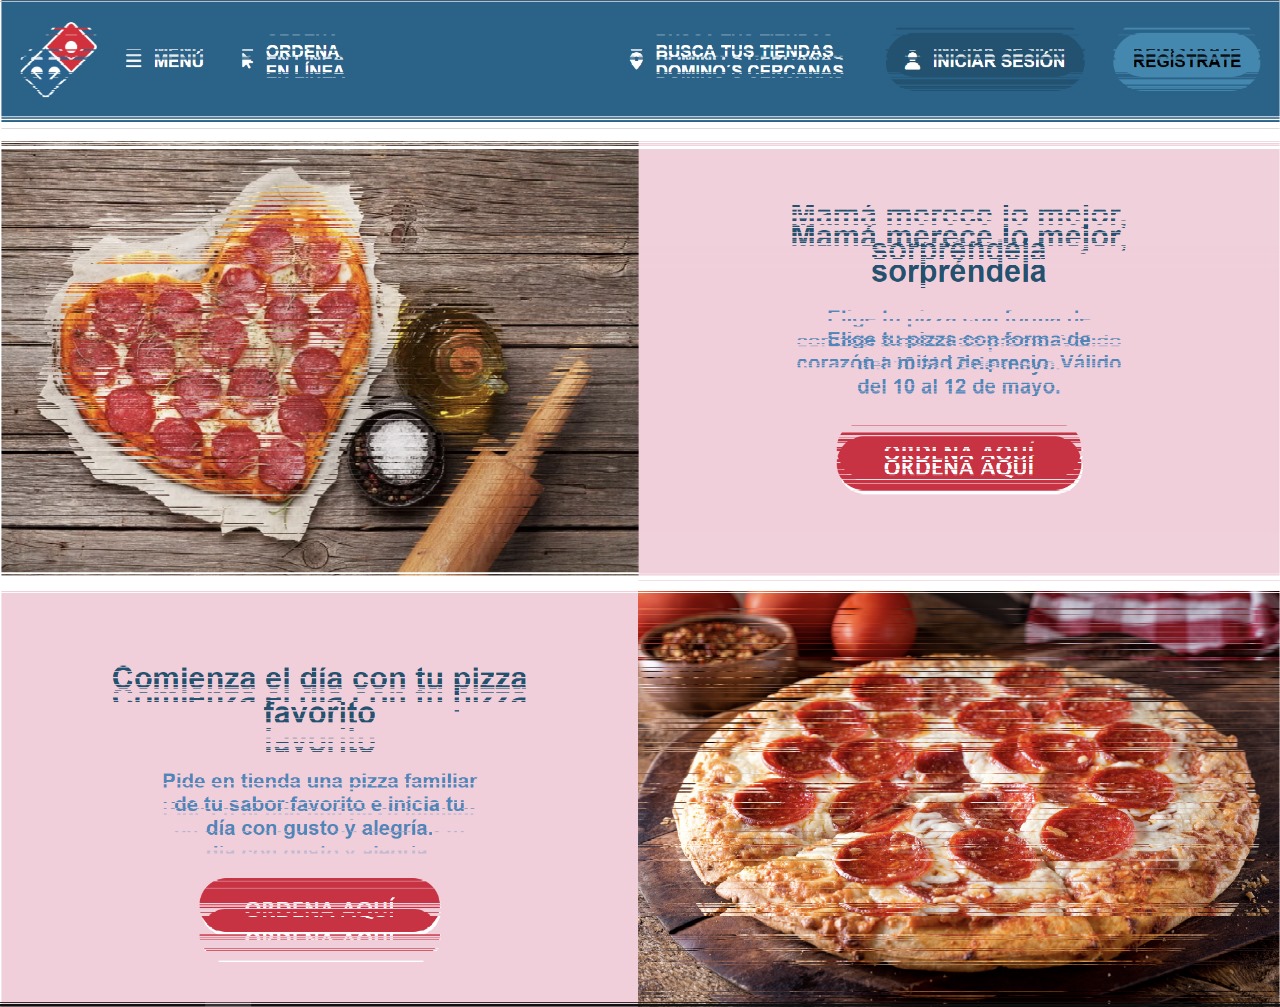 MENÚ
ORDENA
EN LÍNEA
BUSCA TUS TIENDAS
DOMINO´S CERCANAS
INICIAR SESIÓN
REGÍSTRATE
Mamá merece lo mejor,
sorpréndela
Elige tu pizza con forma de
corazón a mitad de precio. Válido
del 10 al 12 de mayo.
ORDENA AQUÍ
Comienza el día con tu pizza
favorito
Pide en tienda una pizza familiar
de tu sabor favorito e inicia tu
día con gusto y alegría.
ORDENA AQUÍ